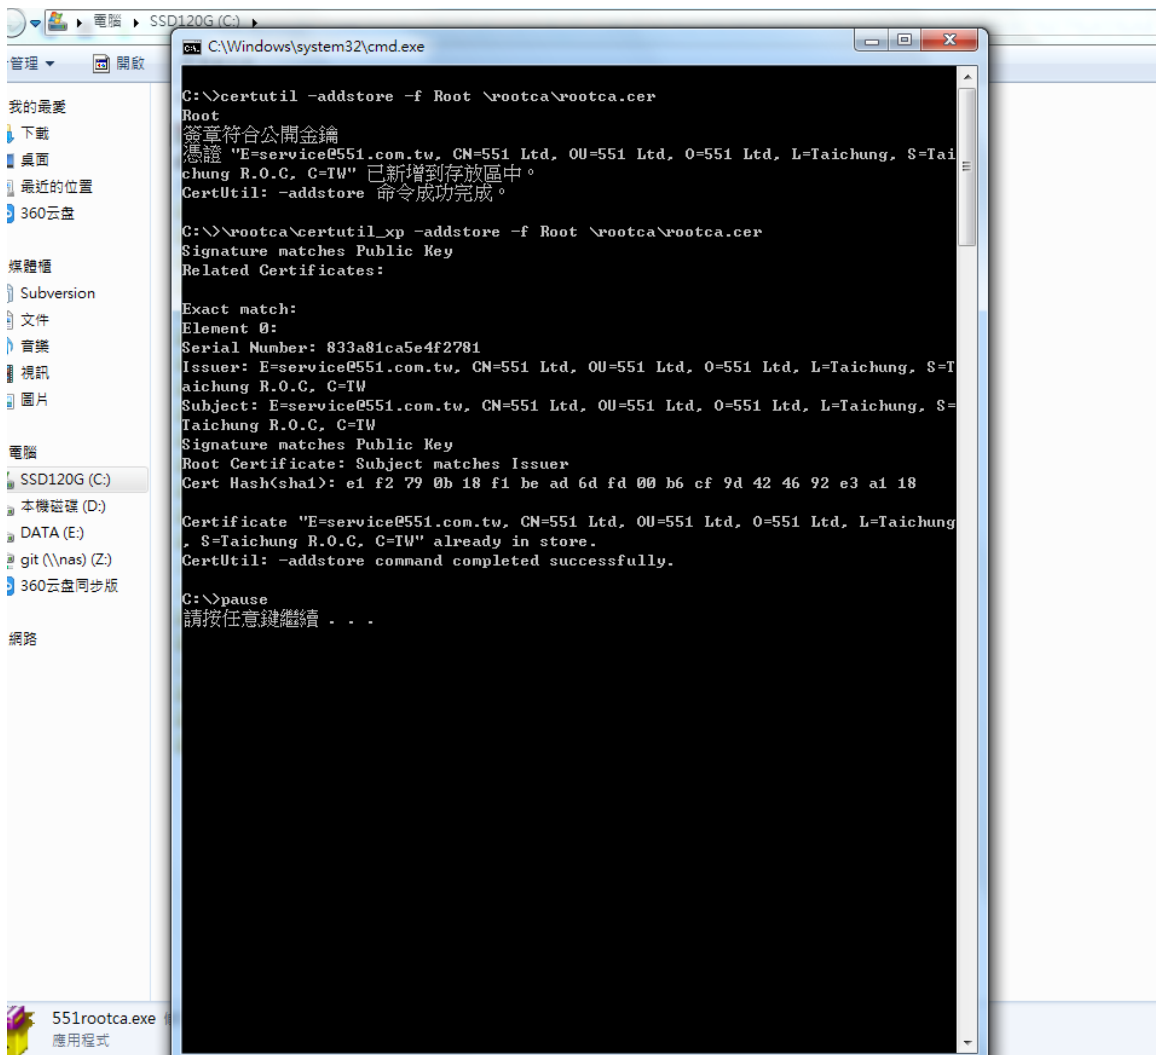 電腦 ▸ SSD120G (C:) ▸
管理 ▾ 開啟
C:\Windows\system32\cmd.exe
我的最愛
下載
桌面
最近的位置
360云盘
媒體櫃
Subversion
文件
音樂
視訊
圖片
電腦
SSD120G (C:)
本機磁碟 (D:)
DATA (E:)
git (\\nas) (Z:)
360云盘同步版
網路
C:\>certutil -addstore -f Root \rootca\rootca.cer
Root
簽章符合公開金鑰
憑證 "E=service@551.com.tw, CN=551 Ltd, OU=551 Ltd, O=551 Ltd, L=Taichung, S=Tai
chung R.O.C, C=TW" 已新增到存放區中。
CertUtil: -addstore 命令成功完成。
C:\>\rootca\certutil_xp -addstore -f Root \rootca\rootca.cer
Signature matches Public Key
Related Certificates:
Exact match:
Element 0:
Serial Number: 833a81ca5e4f2781
Issuer: E=service@551.com.tw, CN=551 Ltd, OU=551 Ltd, O=551 Ltd, L=Taichung, S=T
aichung R.O.C, C=TW
Subject: E=service@551.com.tw, CN=551 Ltd, OU=551 Ltd, O=551 Ltd, L=Taichung, S=
Taichung R.O.C, C=TW
Signature matches Public Key
Root Certificate: Subject matches Issuer
Cert Hash(sha1): e1 f2 79 0b 18 f1 be ad 6d fd 00 b6 cf 9d 42 46 92 e3 a1 18
Certificate "E=service@551.com.tw, CN=551 Ltd, OU=551 Ltd, O=551 Ltd, L=Taichung
, S=Taichung R.O.C, C=TW" already in store.
CertUtil: -addstore command completed successfully.
C:\>pause
請按任意鍵繼續 . . .
551rootca.exe
應用程式